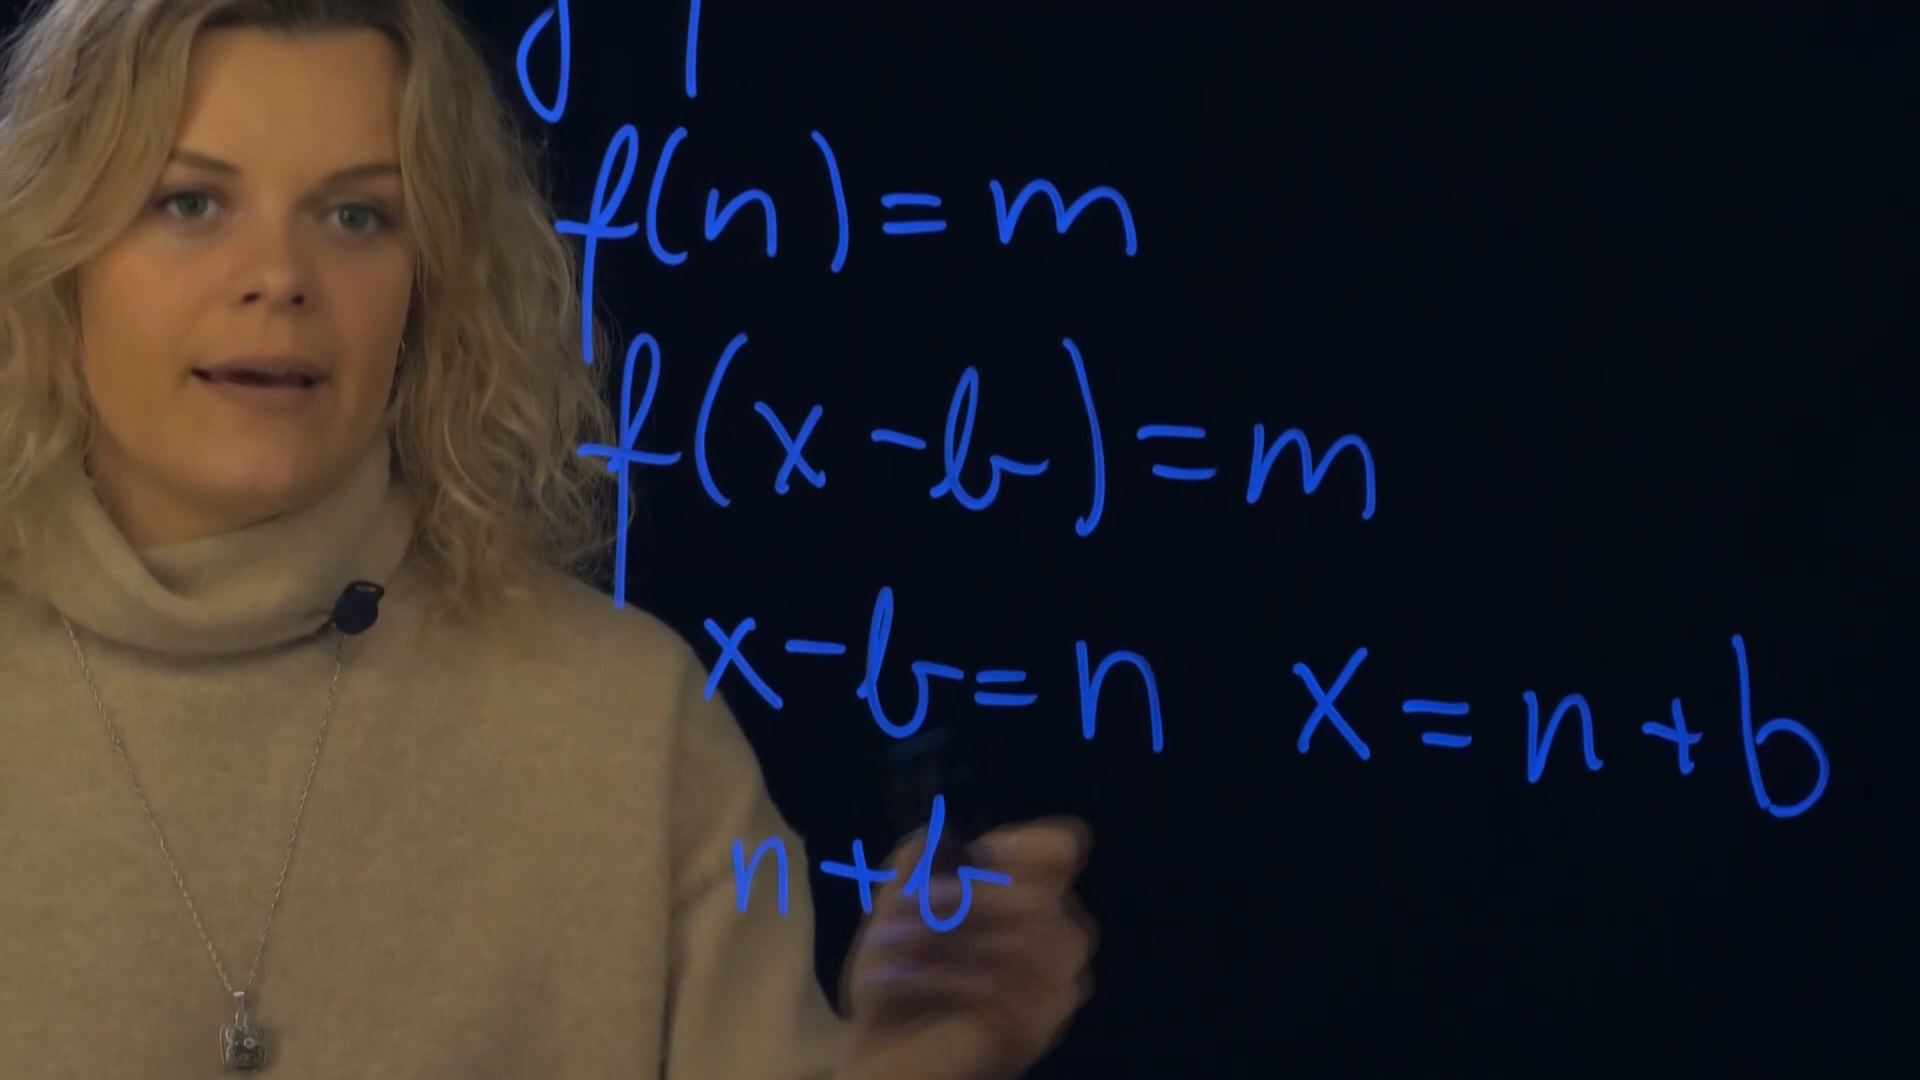 f(n) = m
f(x - b) = m
x - b = n x = n + b
n + b